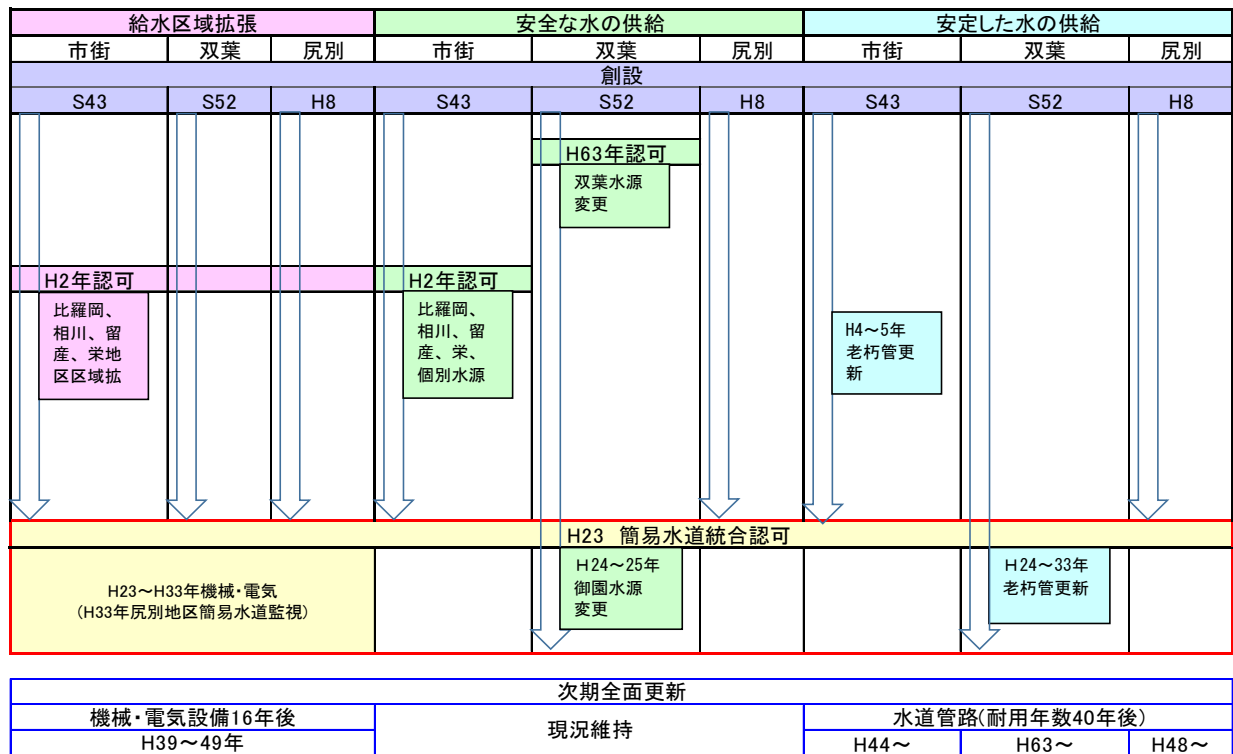 給水区域拡張 安全な水の供給 安定した水の供給
市街 双葉 尻別 市街 双葉 尻別 市街 双葉 尻別
創設
S43 S52 H8 S43 S52 H8 S43 S52 H8
H63年認可
双葉水源
変更
H2年認可 H2年認可
比羅岡、
相川、留
産、栄地
区区域拡
比羅岡、
相川、留
産、栄、
個別水源
H4～5年
老朽管更
新
H23 簡易水道統合認可
H23～H33年機械・電気
(H33年尻別地区簡易水道監視)
H24～25年
御園水源
変更
H24～33年
老朽管更新
次期全面更新
機械・電気設備16年後 現況維持 水道管路(耐用年数40年後)
H39～49年 H44～ H63～ H48～